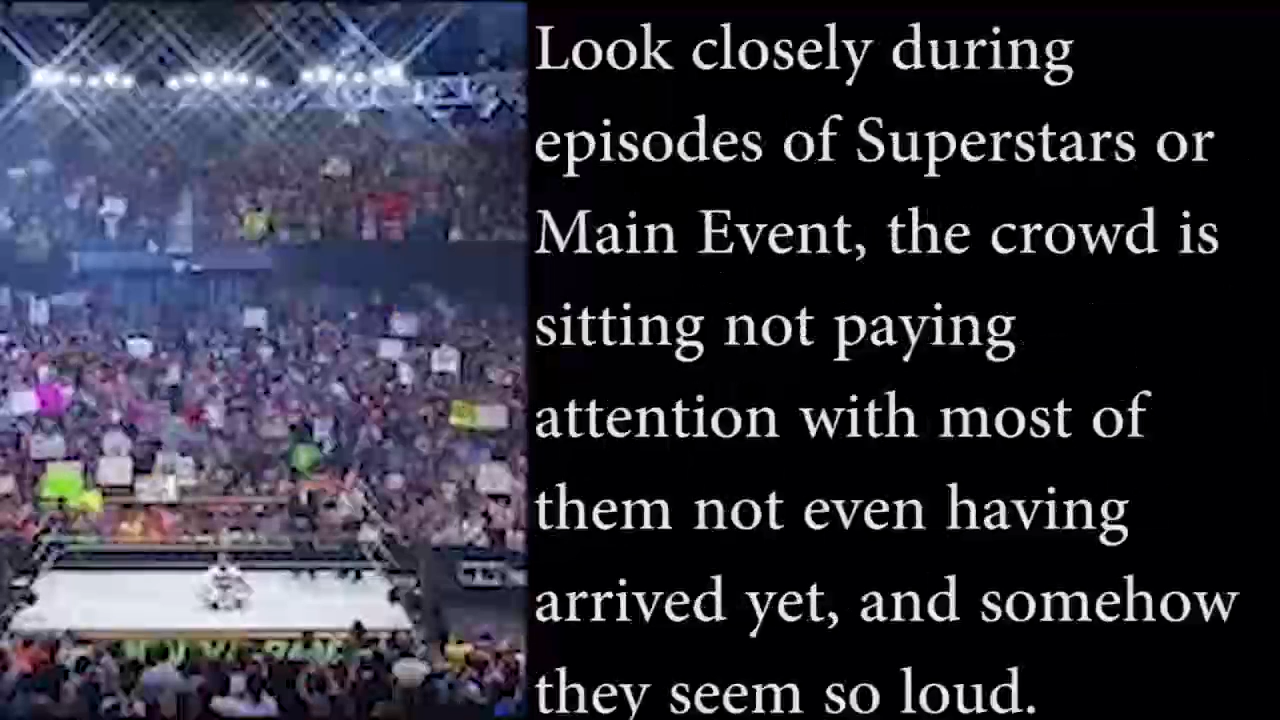 Look closely during
episodes of Superstars or
Main Event, the crowd is
sitting not paying
attention with most of
them not even having
arrived yet, and somehow
they seem so loud.